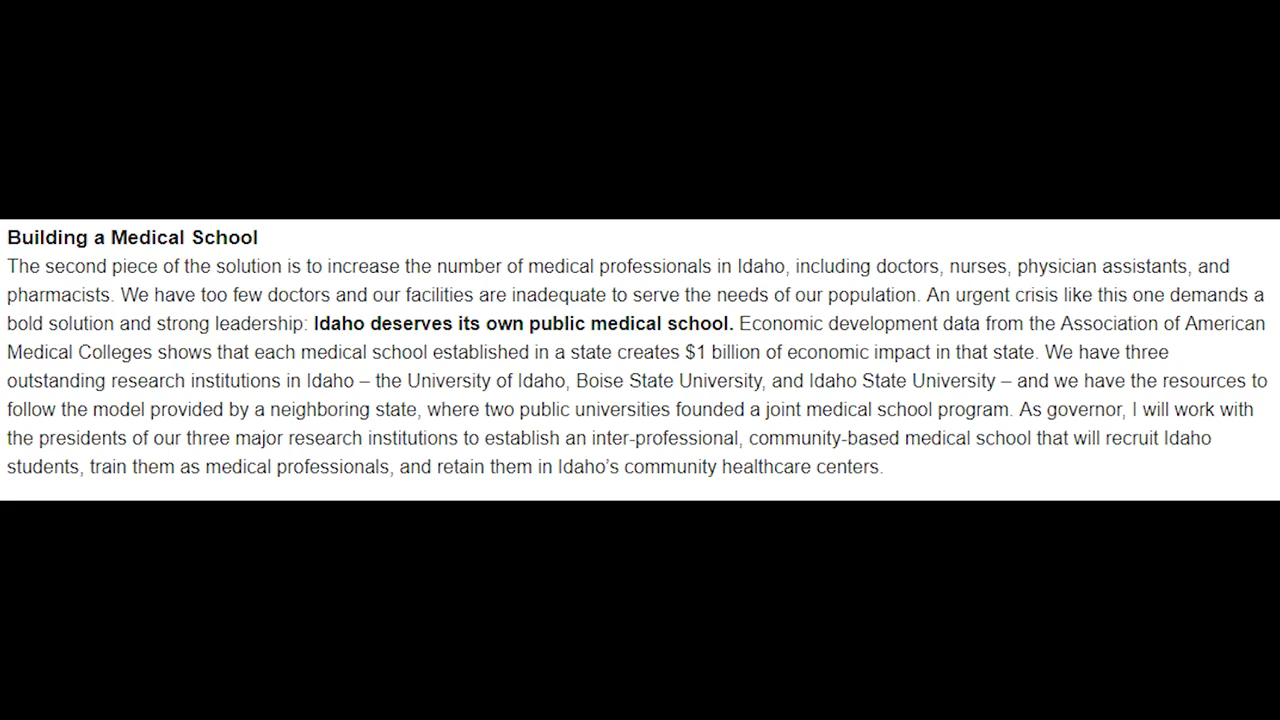 Building a Medical School
The second piece of the solution is to increase the number of medical professionals in Idaho, including doctors, nurses, physician assistants, and
pharmacists. We have too few doctors and our facilities are inadequate to serve the needs of our population. An urgent crisis like this one demands a
bold solution and strong leadership: Idaho deserves its own public medical school. Economic development data from the Association of American
Medical Colleges shows that each medical school established in a state creates $1 billion of economic impact in that state. We have three
outstanding research institutions in Idaho – the University of Idaho, Boise State University, and Idaho State University – and we have the resources to
follow the model provided by a neighboring state, where two public universities founded a joint medical school program. As governor, I will work with
the presidents of our three major research institutions to establish an inter-professional, community-based medical school that will recruit Idaho
students, train them as medical professionals, and retain them in Idaho’s community healthcare centers.